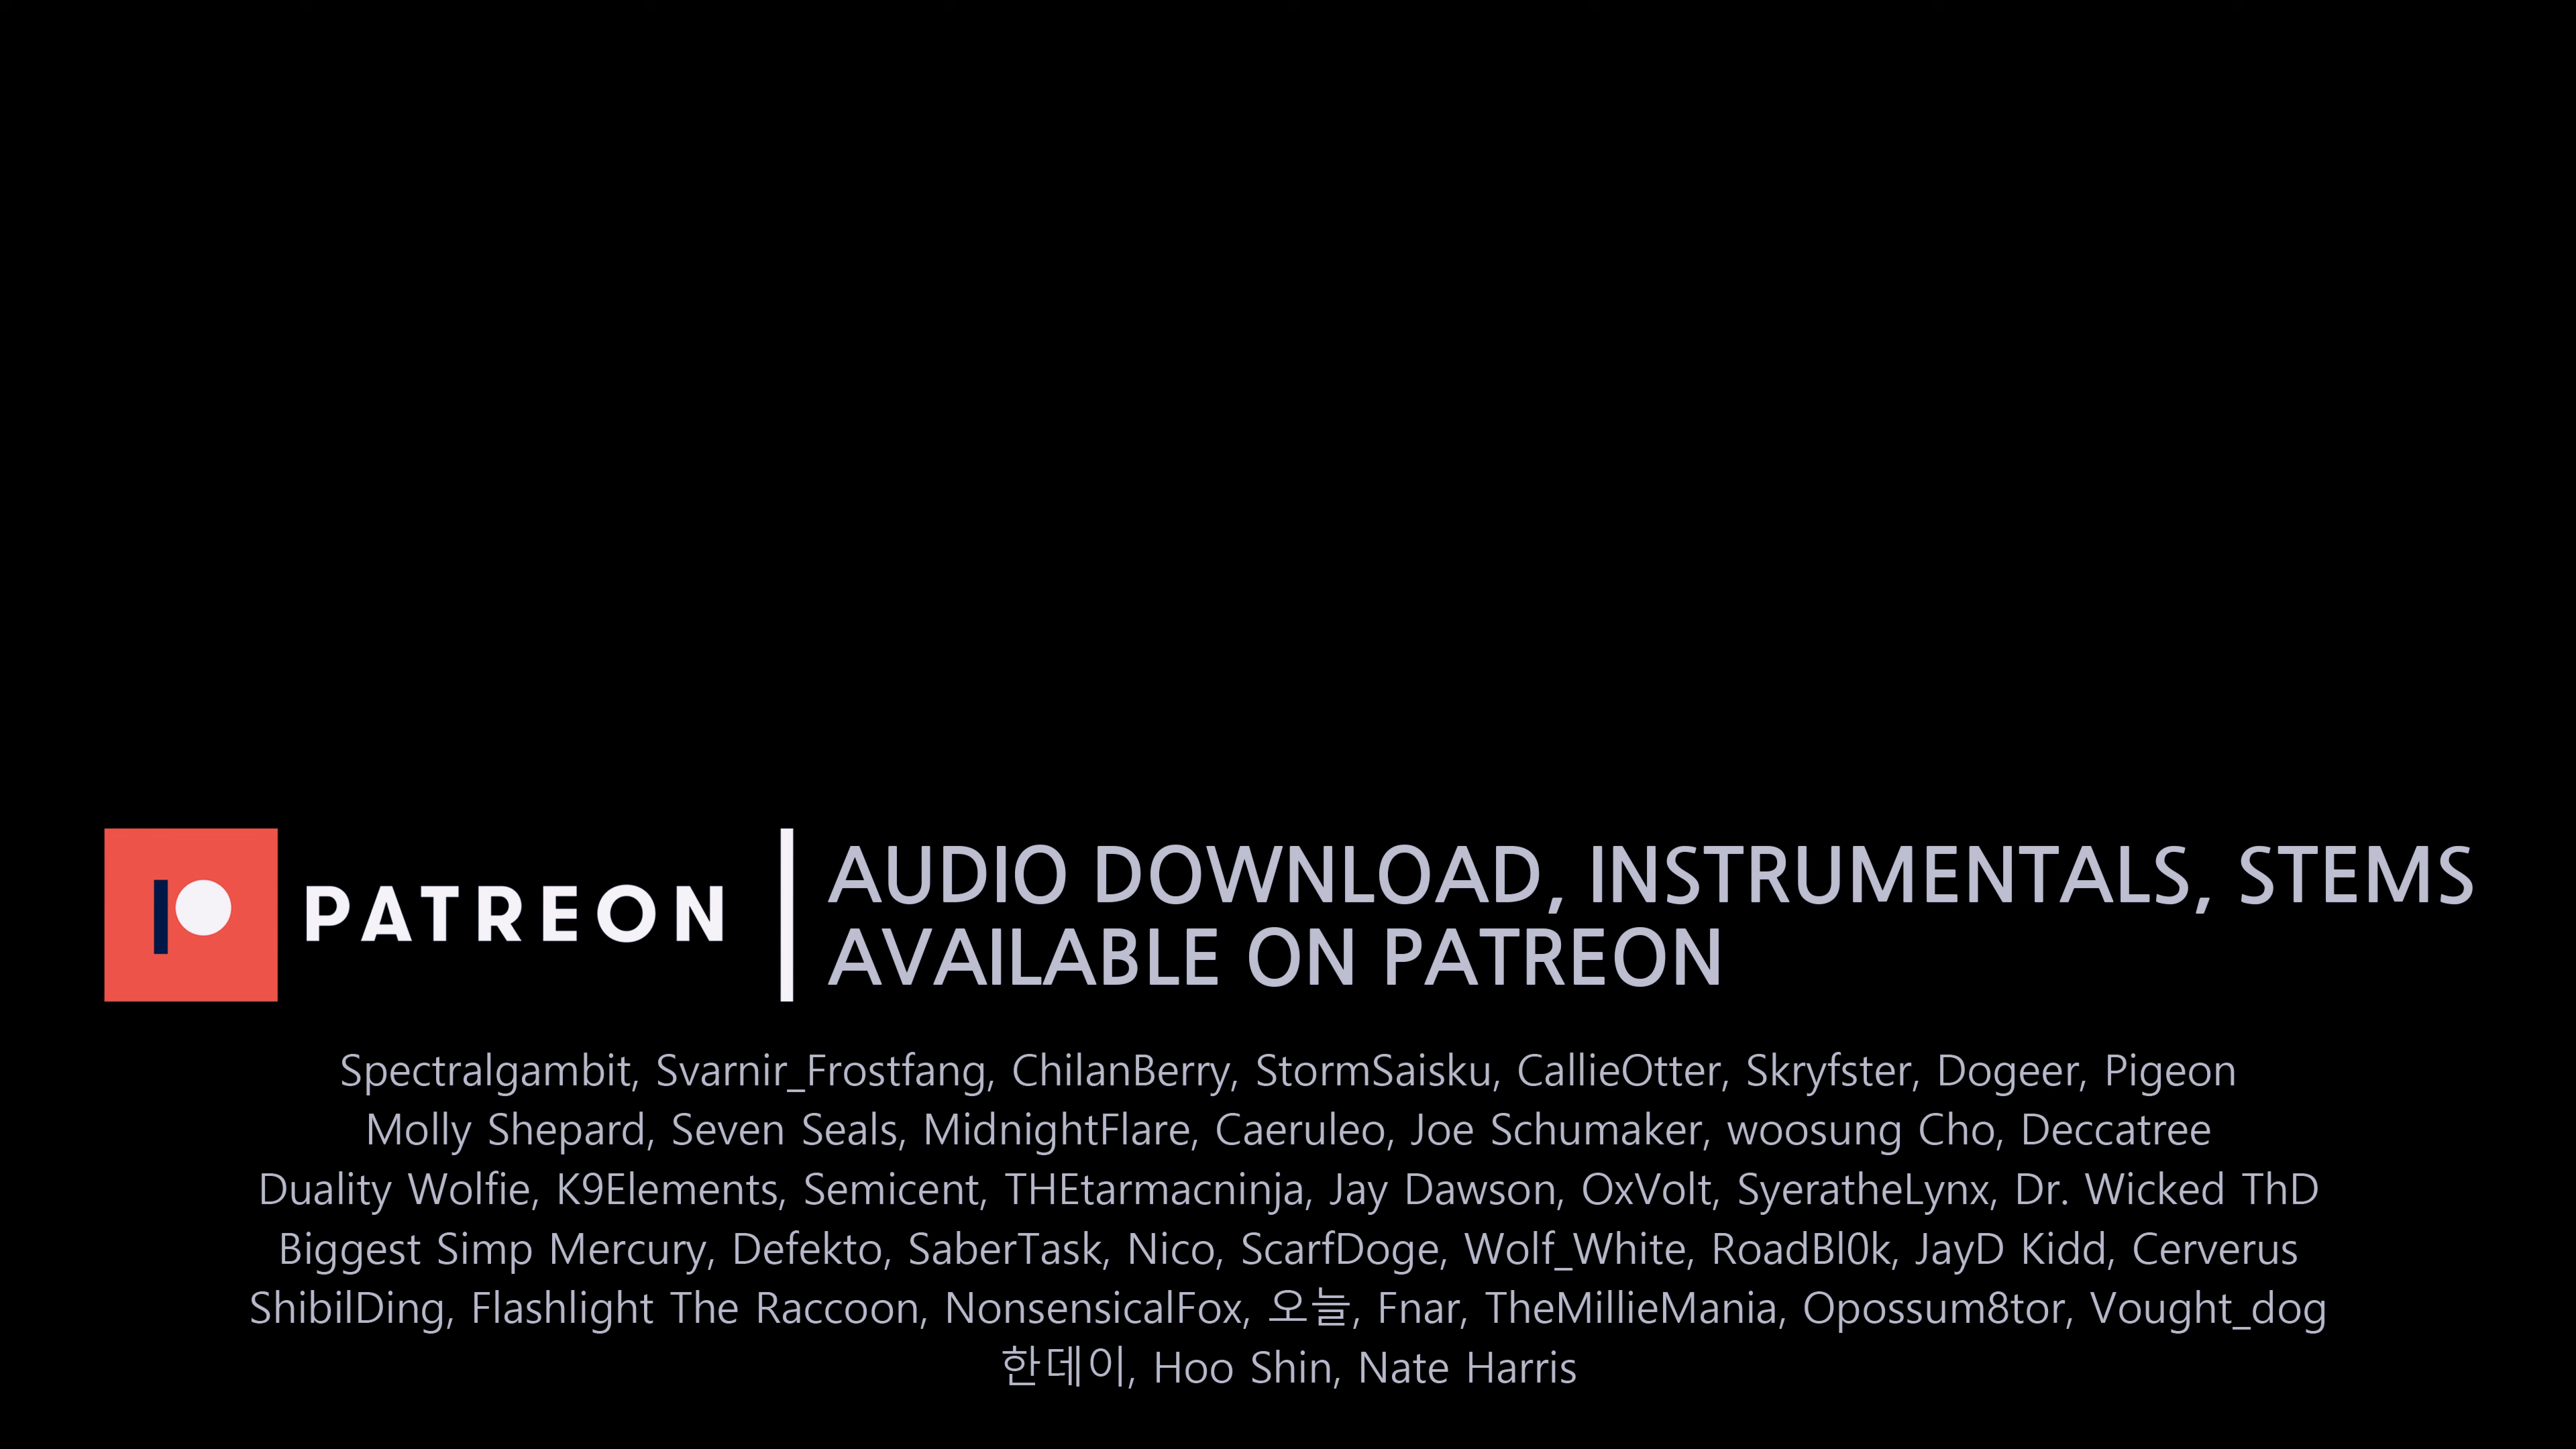 PATREON
AUDIO DOWNLOAD, INSTRUMENTALS, STEMS
AVAILABLE ON PATREON
Spectralgambit, Svarnir_Frostfang, ChilanBerry, StormSaisku, CallieOtter, Skryfster, Dogeer, Pigeon
Molly Shepard, Seven Seals, MidnightFlare, Caeruleo, Joe Schumaker, woosung Cho, Deccatree
Duality Wolfie, K9Elements, Semicent, THEtarmacninja, Jay Dawson, OxVolt, SyeratheLynx, Dr. Wicked ThD
Biggest Simp Mercury, Defekto, SaberTask, Nico, ScarfDoge, Wolf_White, RoadBl0k, JayD Kidd, Cerverus
ShibilDing, Flashlight The Raccoon, NonsensicalFox, 오늘, Fnar, TheMillieMania, Opossum8tor, Vought_dog
한데이, Hoo Shin, Nate Harris